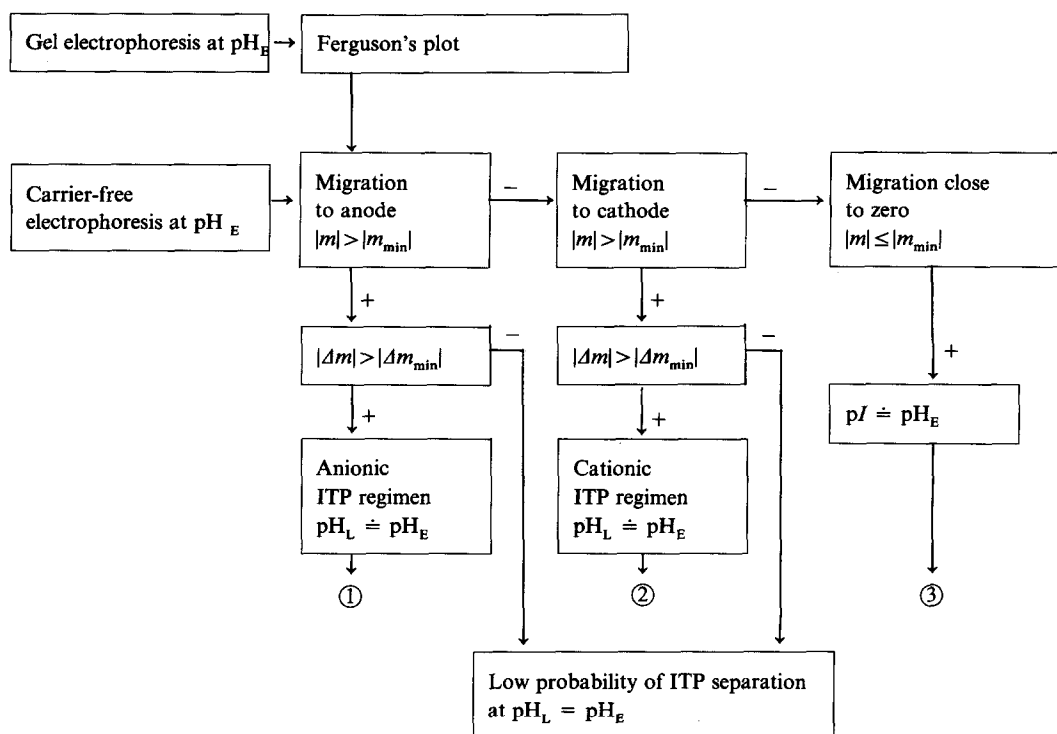 Gel electrophoresis at pH_E
Ferguson's plot
Carrier-free
electrophoresis at pH_E
Migration
to anode
|m| > |m_min|
−
Migration
to cathode
|m| > |m_min|
−
Migration close
to zero
|m| ≤ |m_min|
+
+
+
|Δm| > |Δm_min|
−
|Δm| > |Δm_min|
−
pI ≐ pH_E
+
+
Anionic
ITP regimen
pH_L ≐ pH_E
Cationic
ITP regimen
pH_L ≐ pH_E
①
②
③
Low probability of ITP separation
at pH_L = pH_E